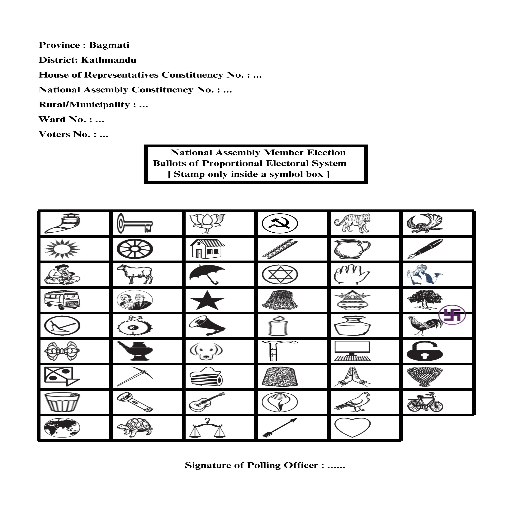 Province : Bagmati
District: Kathmandu
House of Representatives Constituency No. : ...
National Assembly Constituency No. : ...
Rural/Municipality : ...
Ward No. : ...
Voters No. : ...
National Assembly Member Election
Ballots of Proportional Electoral System
[ Stamp only inside a symbol box ]
Signature of Polling Officer : ......